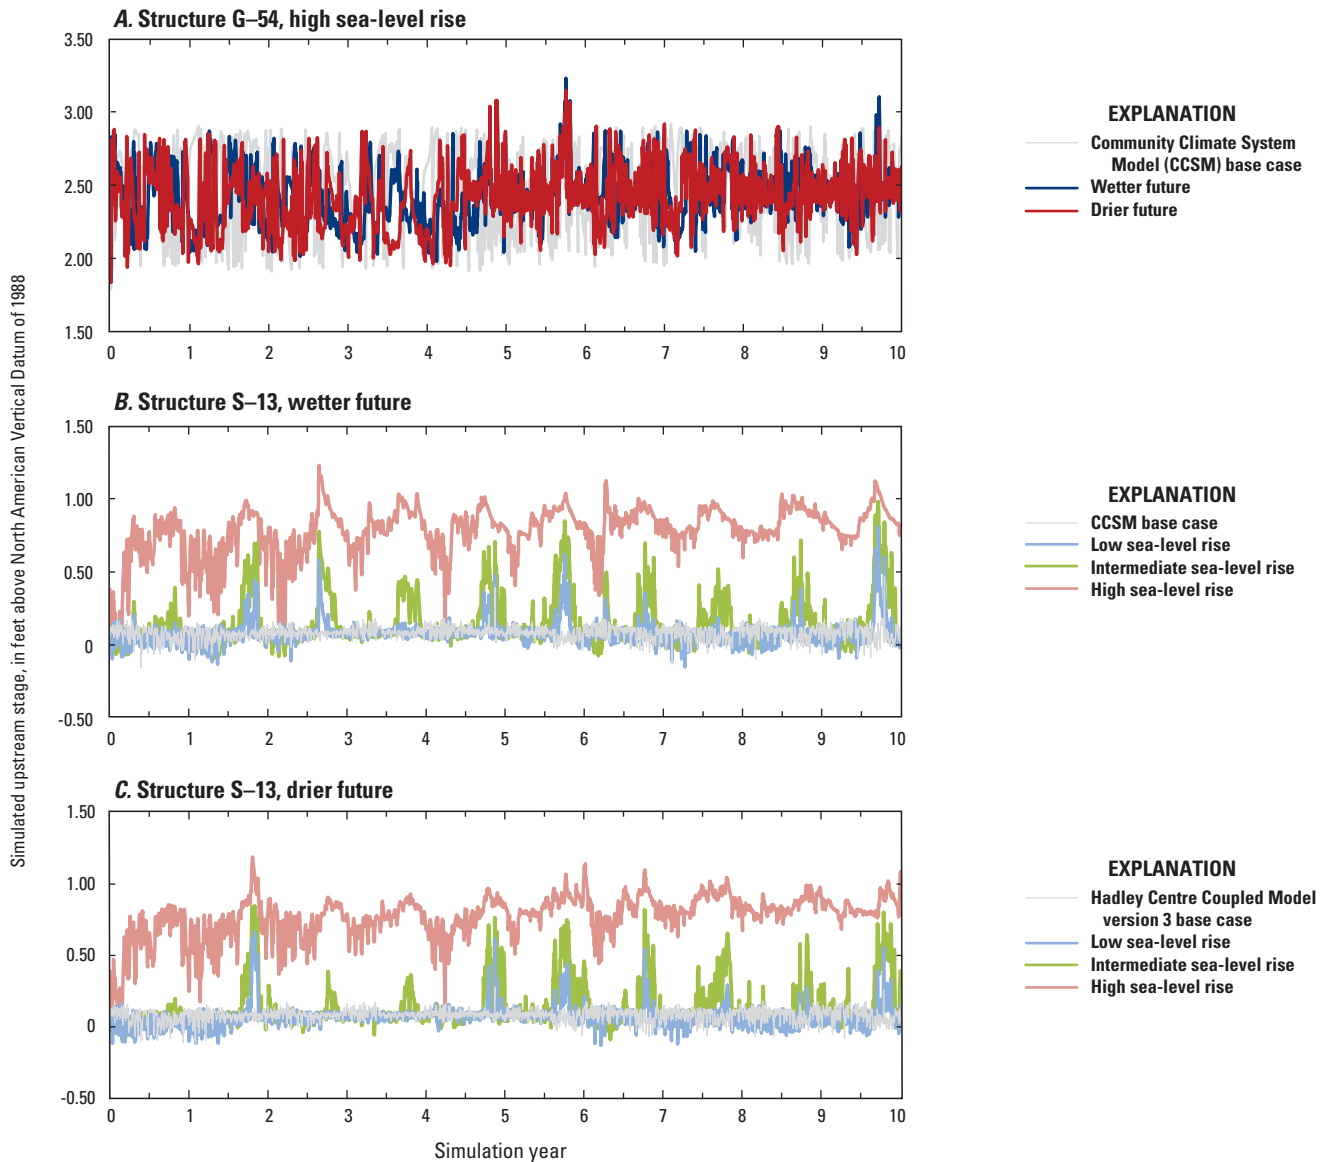 A. Structure G–54, high sea-level rise
3.50
3.00
2.50
2.00
1.50
0 1 2 3 4 5 6 7 8 9 10
EXPLANATION
Community Climate System
Model (CCSM) base case
Wetter future
Drier future
Simulated upstream stage, in feet above North American Vertical Datum of 1988
B. Structure S–13, wetter future
1.50
1.00
0.50
0
-0.50
0 1 2 3 4 5 6 7 8 9 10
EXPLANATION
CCSM base case
Low sea-level rise
Intermediate sea-level rise
High sea-level rise
C. Structure S–13, drier future
1.50
1.00
0.50
0
-0.50
0 1 2 3 4 5 6 7 8 9 10
EXPLANATION
Hadley Centre Coupled Model
version 3 base case
Low sea-level rise
Intermediate sea-level rise
High sea-level rise
Simulation year